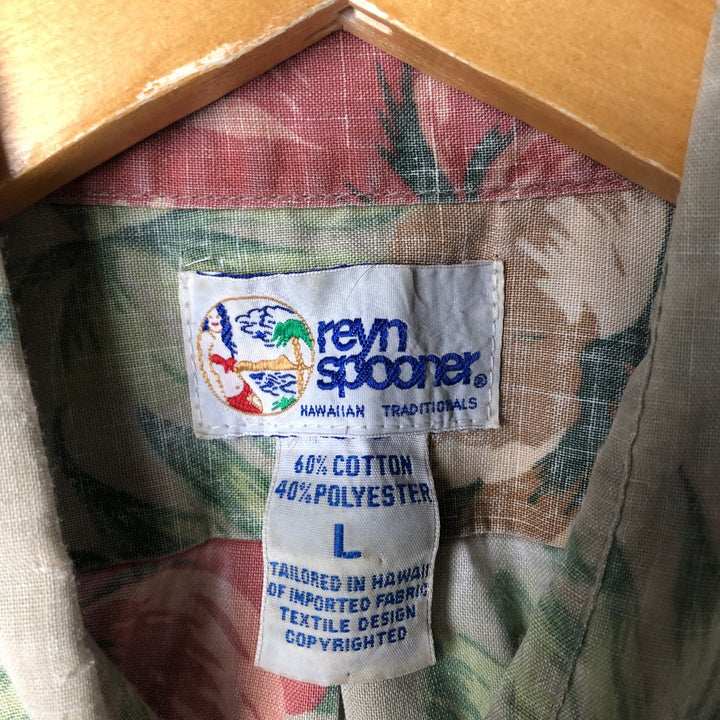 reyn
spooner®
HAWAIIAN TRADITIONALS
60% COTTON
40% POLYESTER
L
TAILORED IN HAWAII
OF IMPORTED FABRIC
TEXTILE DESIGN
COPYRIGHTED